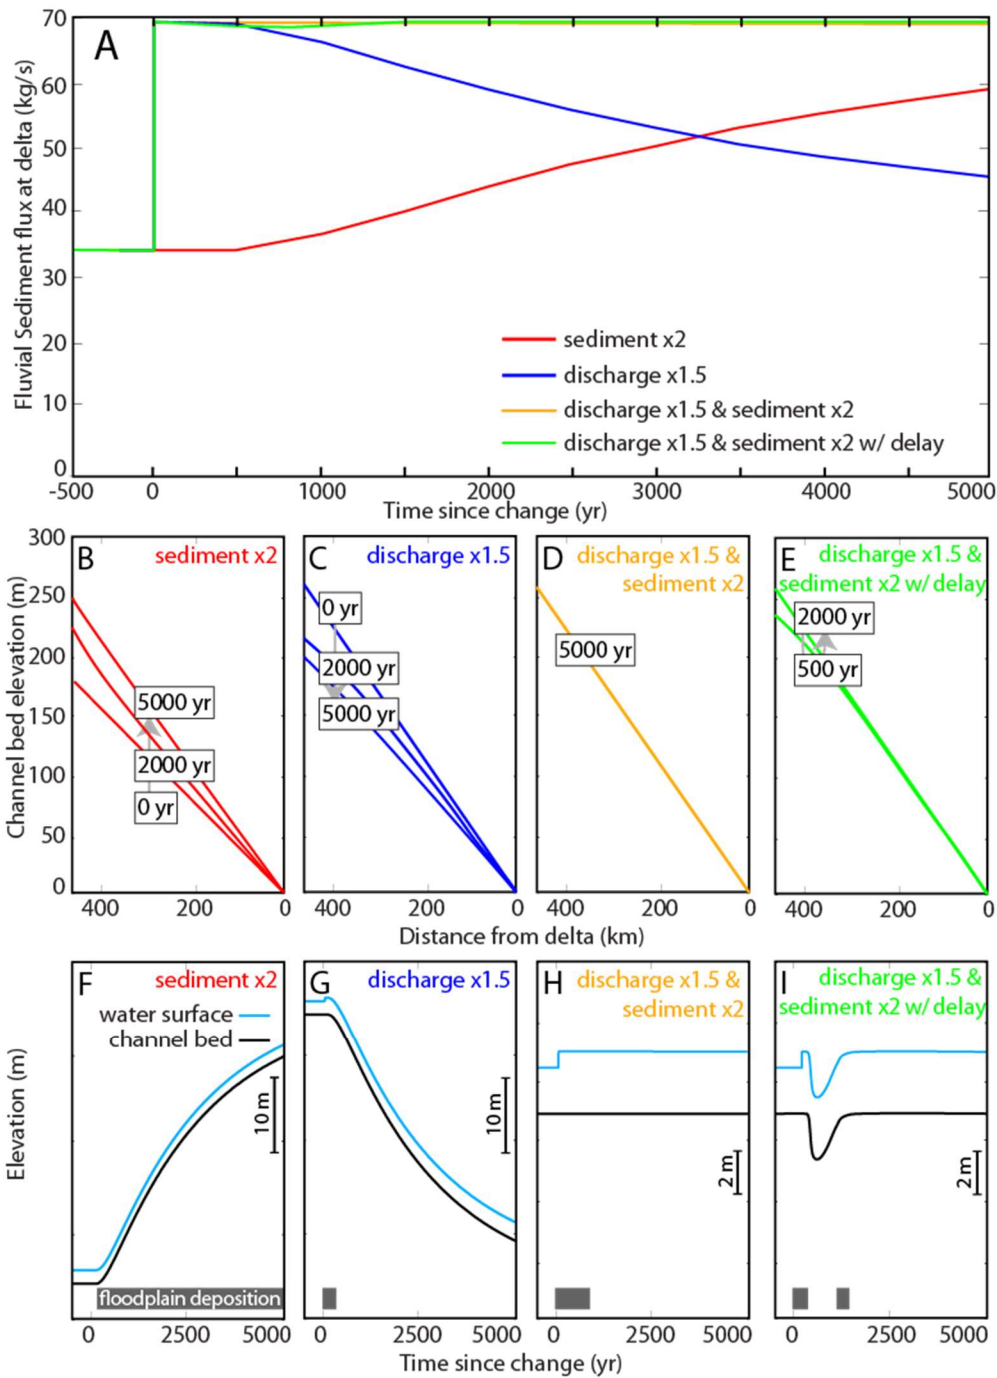 A
Fluvial Sediment flux at delta (kg/s)
70
60
50
40
30
20
10
0
sediment x2
discharge x1.5
discharge x1.5 & sediment x2
discharge x1.5 & sediment x2 w/ delay
-500 0 1000 2000 3000 4000 5000
Time since change (yr)
Channel bed elevation (m)
300
250
200
150
100
50
0
B sediment x2
5000 yr
2000 yr
0 yr
400 200 0
C discharge x1.5
0 yr
2000 yr
5000 yr
400 200 0
D discharge x1.5 &
sediment x2
5000 yr
400 200 0
E discharge x1.5 &
sediment x2 w/ delay
2000 yr
500 yr
400 200 0
Distance from delta (km)
Elevation (m)
F sediment x2
water surface
channel bed
10 m
floodplain deposition
0 2500 5000
G discharge x1.5
10 m
0 2500 5000
H discharge x1.5 &
sediment x2
2 m
0 2500 5000
I discharge x1.5 &
sediment x2 w/ delay
2 m
0 2500 5000
Time since change (yr)